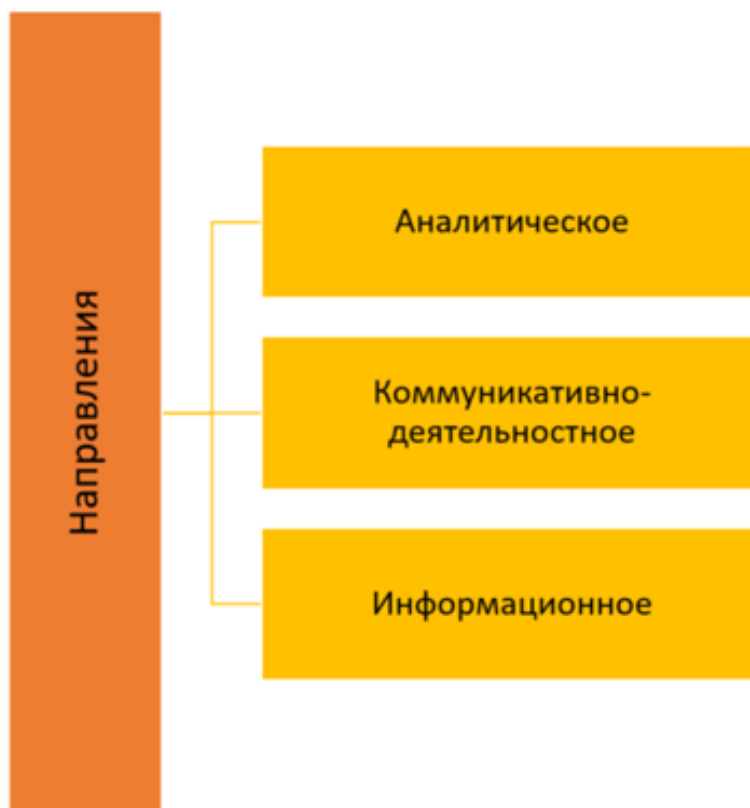 Направления
Аналитическое
Коммуникативно-
деятельностное
Информационное